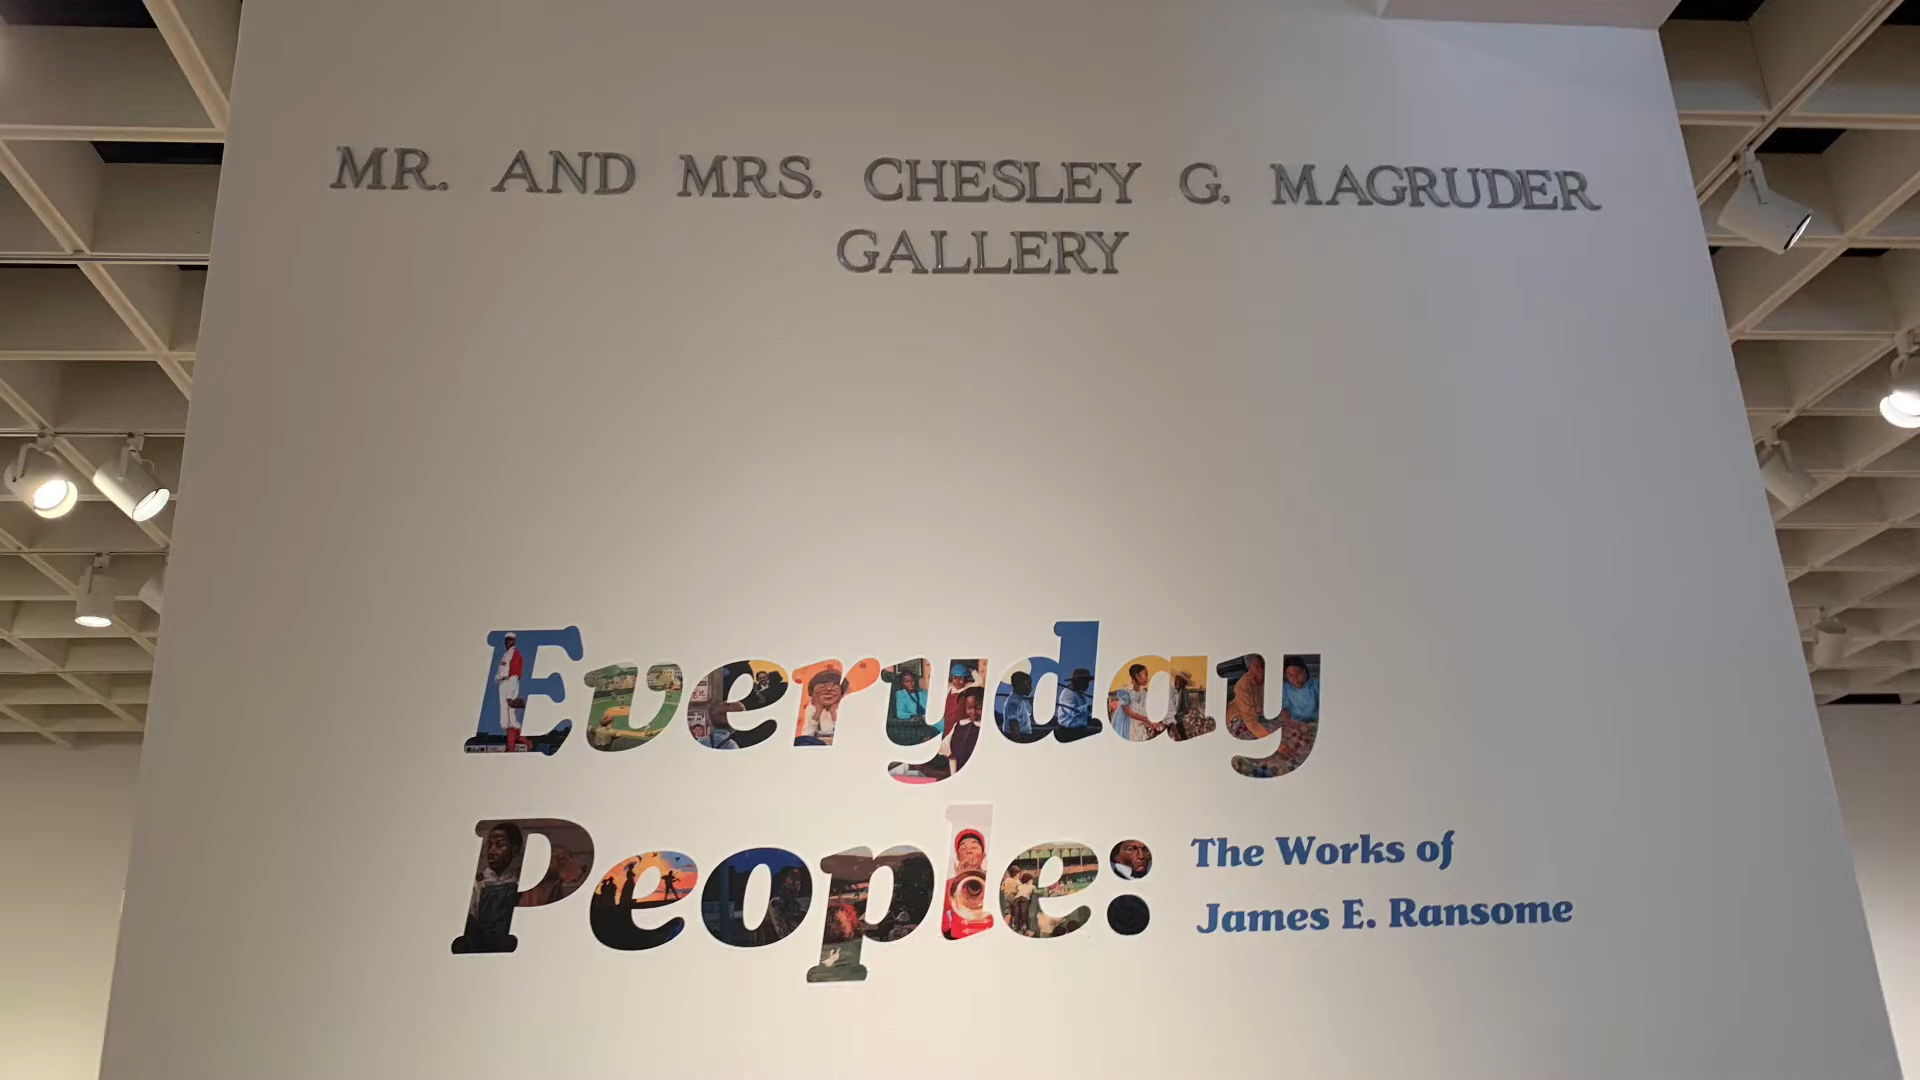 MR. AND MRS. CHESLEY G. MAGRUDER
GALLERY
Everyday
People:
The Works of
James E. Ransome